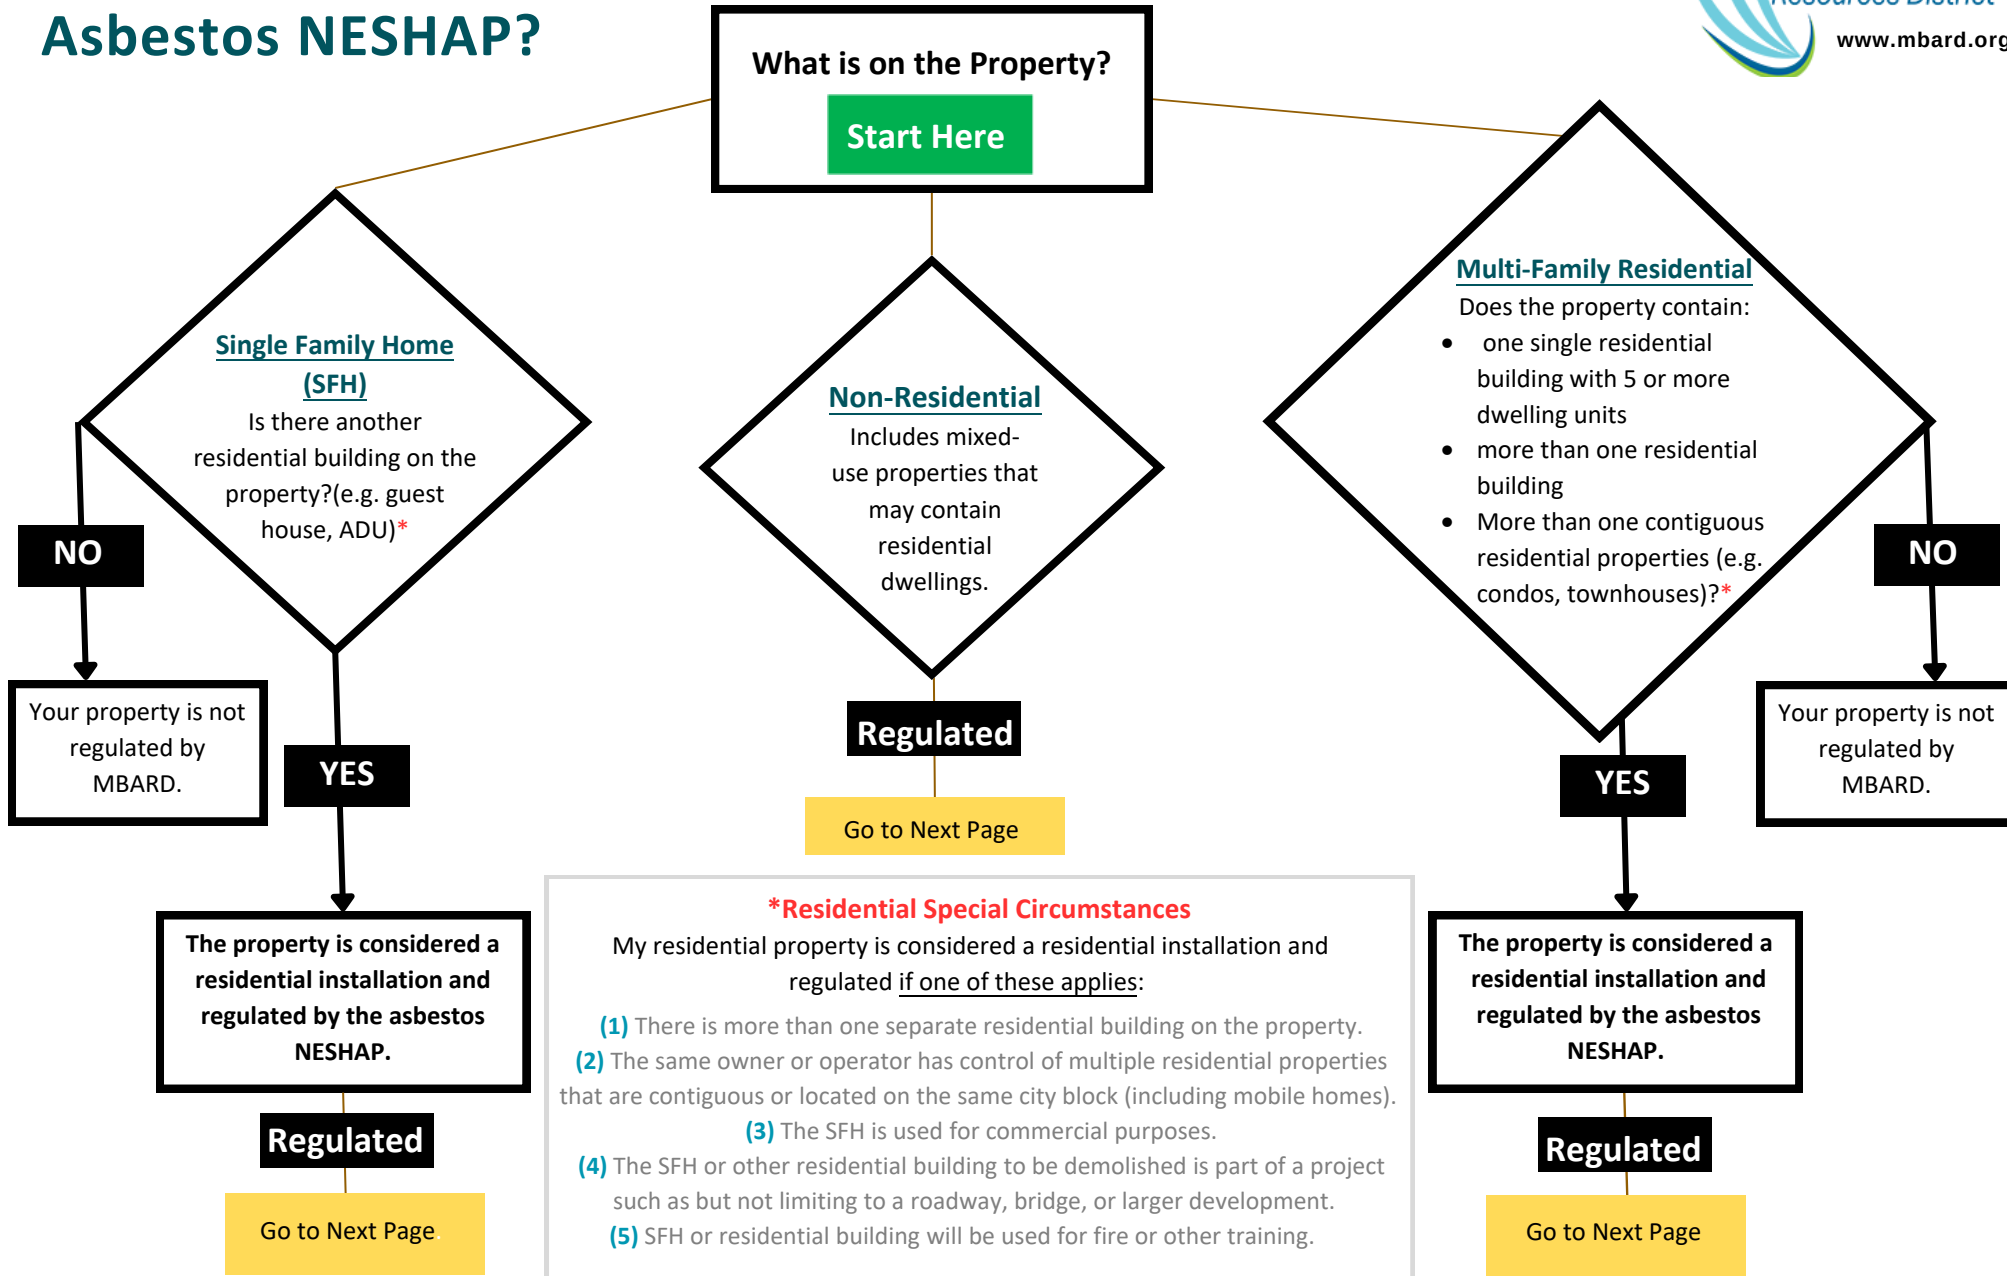 Asbestos NESHAP?
Resources District
www.mbard.org
What is on the Property?
Start Here
Single Family Home
(SFH)
Is there another
residential building on the
property?(e.g. guest
house, ADU)*
NO
Your property is not
regulated by
MBARD.
YES
The property is considered a
residential installation and
regulated by the asbestos
NESHAP.
Regulated
Go to Next Page.
Non-Residential
Includes mixed-
use properties that
may contain
residential
dwellings.
Regulated
Go to Next Page
Multi-Family Residential
Does the property contain:
• one single residential
building with 5 or more
dwelling units
• more than one residential
building
• More than one contiguous
residential properties (e.g.
condos, townhouses)?*
NO
Your property is not
regulated by
MBARD.
YES
The property is considered a
residential installation and
regulated by the asbestos
NESHAP.
Regulated
Go to Next Page
*Residential Special Circumstances
My residential property is considered a residential installation and
regulated if one of these applies:
(1) There is more than one separate residential building on the property.
(2) The same owner or operator has control of multiple residential properties
that are contiguous or located on the same city block (including mobile homes).
(3) The SFH is used for commercial purposes.
(4) The SFH or other residential building to be demolished is part of a project
such as but not limiting to a roadway, bridge, or larger development.
(5) SFH or residential building will be used for fire or other training.